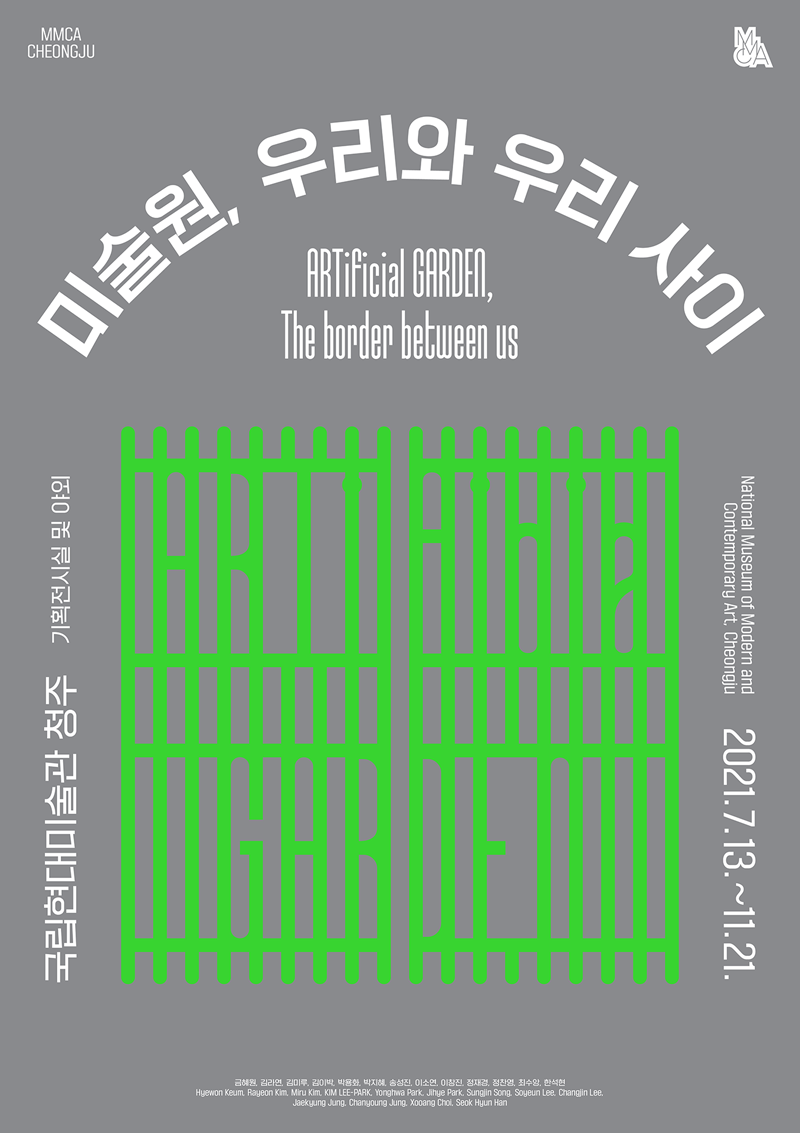 MMCA
CHEONGJU
MMCA
미술원, 우리와 우리 사이
ARTificial GARDEN,
The border between us
ARTi
GARDEN
국립현대미술관 청주 기획전시실 및 야외
National Museum of Modern and
Contemporary Art, Cheongju
2021. 7. 13. ~11. 21.
금혜원, 김라연, 김미루, 김이박, 박용화, 박지혜, 송성진, 이소연, 이창진, 정재경, 정찬영, 최수앙, 한석현
Hyewon Keum, Rayeon Kim, Miru Kim, KIM LEE-PARK, Yonghwa Park, Jihye Park, Sungjin Song, Soyeun Lee, Changjin Lee,
Jaekyung Jung, Chanyoung Jung, Xooang Choi, Seok Hyun Han